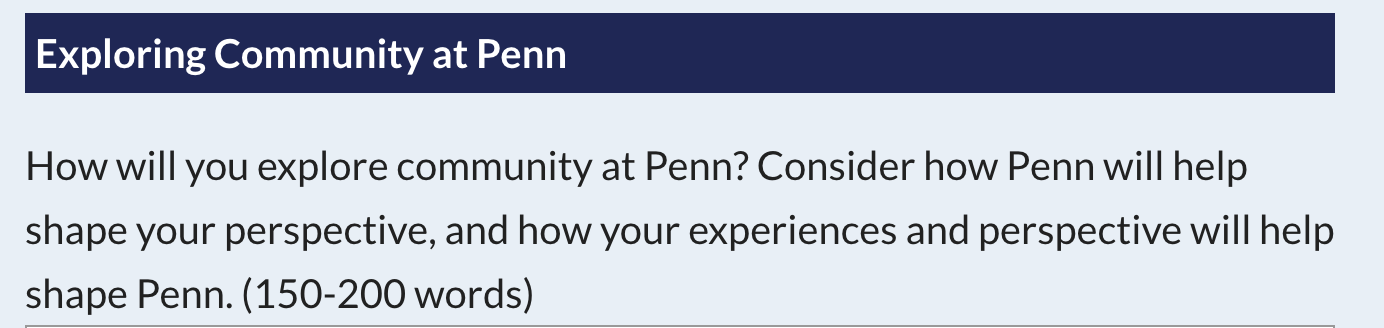 Exploring Community at Penn
How will you explore community at Penn? Consider how Penn will help
shape your perspective, and how your experiences and perspective will help
shape Penn. (150-200 words)